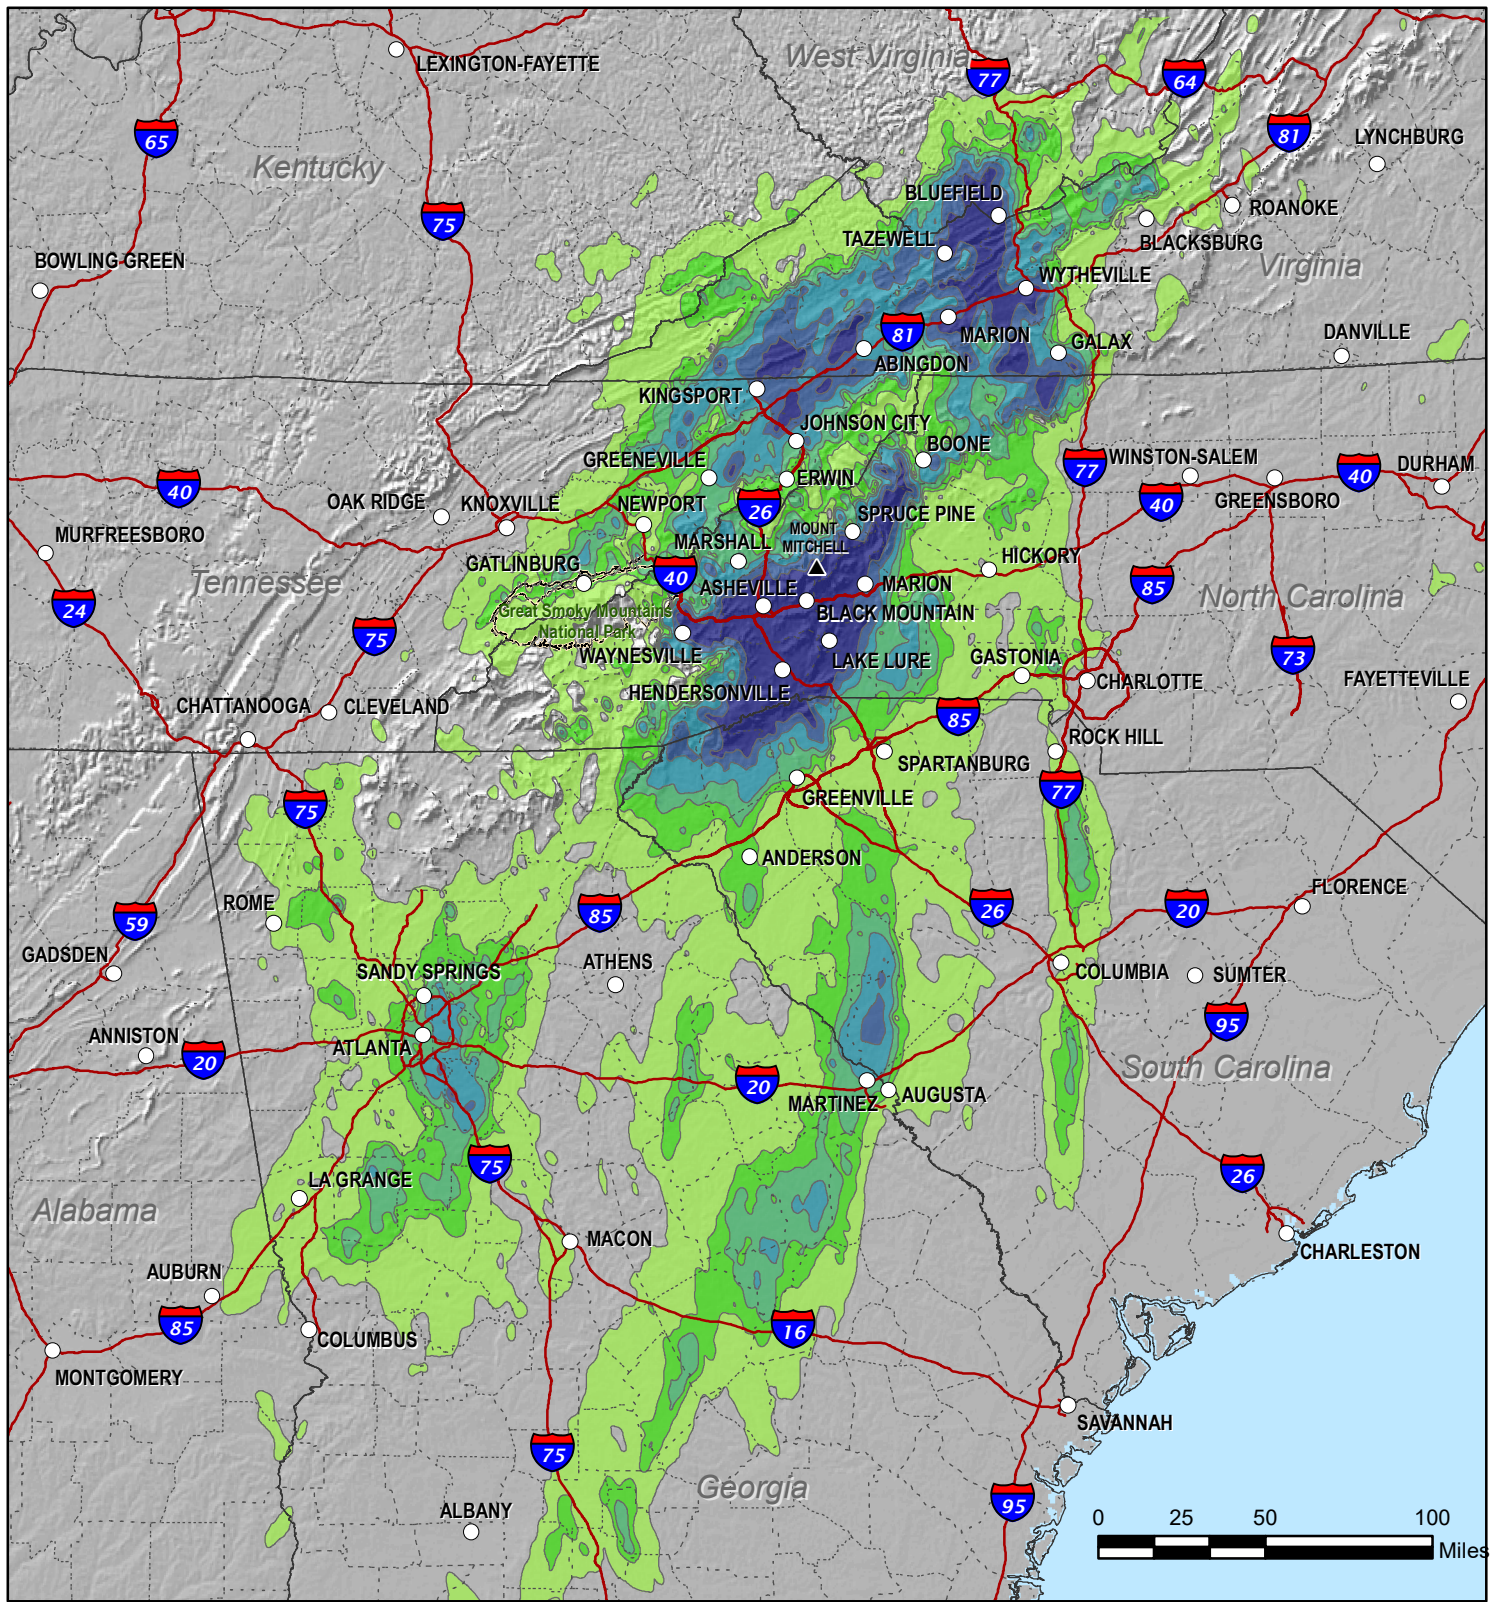 West Virginia
LEXINGTON-FAYETTE
77
64
65
81
LYNCHBURG
Kentucky
BLUEFIELD
75
ROANOKE
TAZEWELL
BLACKSBURG
BOWLING GREEN
WYTHEVILLE
Virginia
81
MARION
DANVILLE
GALAX
ABINGDON
KINGSPORT
JOHNSON CITY
BOONE
GREENEVILLE
77
WINSTON-SALEM
40
DURHAM
40
ERWIN
40
GREENSBORO
OAK RIDGE
KNOXVILLE
NEWPORT
26
SPRUCE PINE
MURFREESBORO
MOUNT
MITCHELL
MARSHALL
HICKORY
GATLINBURG
40
Tennessee
ASHEVILLE
MARION
85
North Carolina
24
Great Smoky Mountains
National Park
BLACK MOUNTAIN
75
WAYNESVILLE
LAKE LURE
GASTONIA
73
CHARLOTTE
FAYETTEVILLE
HENDERSONVILLE
CHATTANOOGA
CLEVELAND
85
ROCK HILL
SPARTANBURG
77
75
GREENVILLE
ANDERSON
FLORENCE
ROME
59
85
26
20
GADSDEN
SANDY SPRINGS
ATHENS
COLUMBIA
SUMTER
95
ANNISTON
20
ATLANTA
South Carolina
20
MARTINEZ
AUGUSTA
75
26
LA GRANGE
Alabama
MACON
CHARLESTON
AUBURN
85
COLUMBUS
16
MONTGOMERY
SAVANNAH
75
Georgia
95
ALBANY
0 25 50 100
Miles